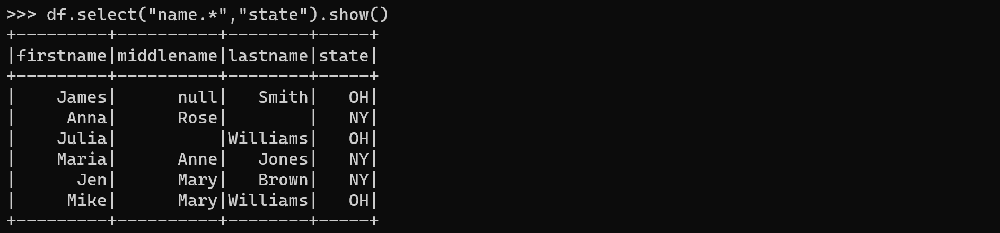 >>> df.select("name.*","state").show()
+---------+----------+--------+-----+
|firstname|middlename|lastname|state|
+---------+----------+--------+-----+
|    James|      null|   Smith|   OH|
|     Anna|      Rose|        |   NY|
|    Julia|          |Williams|   OH|
|    Maria|      Anne|   Jones|   NY|
|      Jen|      Mary|   Brown|   NY|
|     Mike|      Mary|Williams|   OH|
+---------+----------+--------+-----+